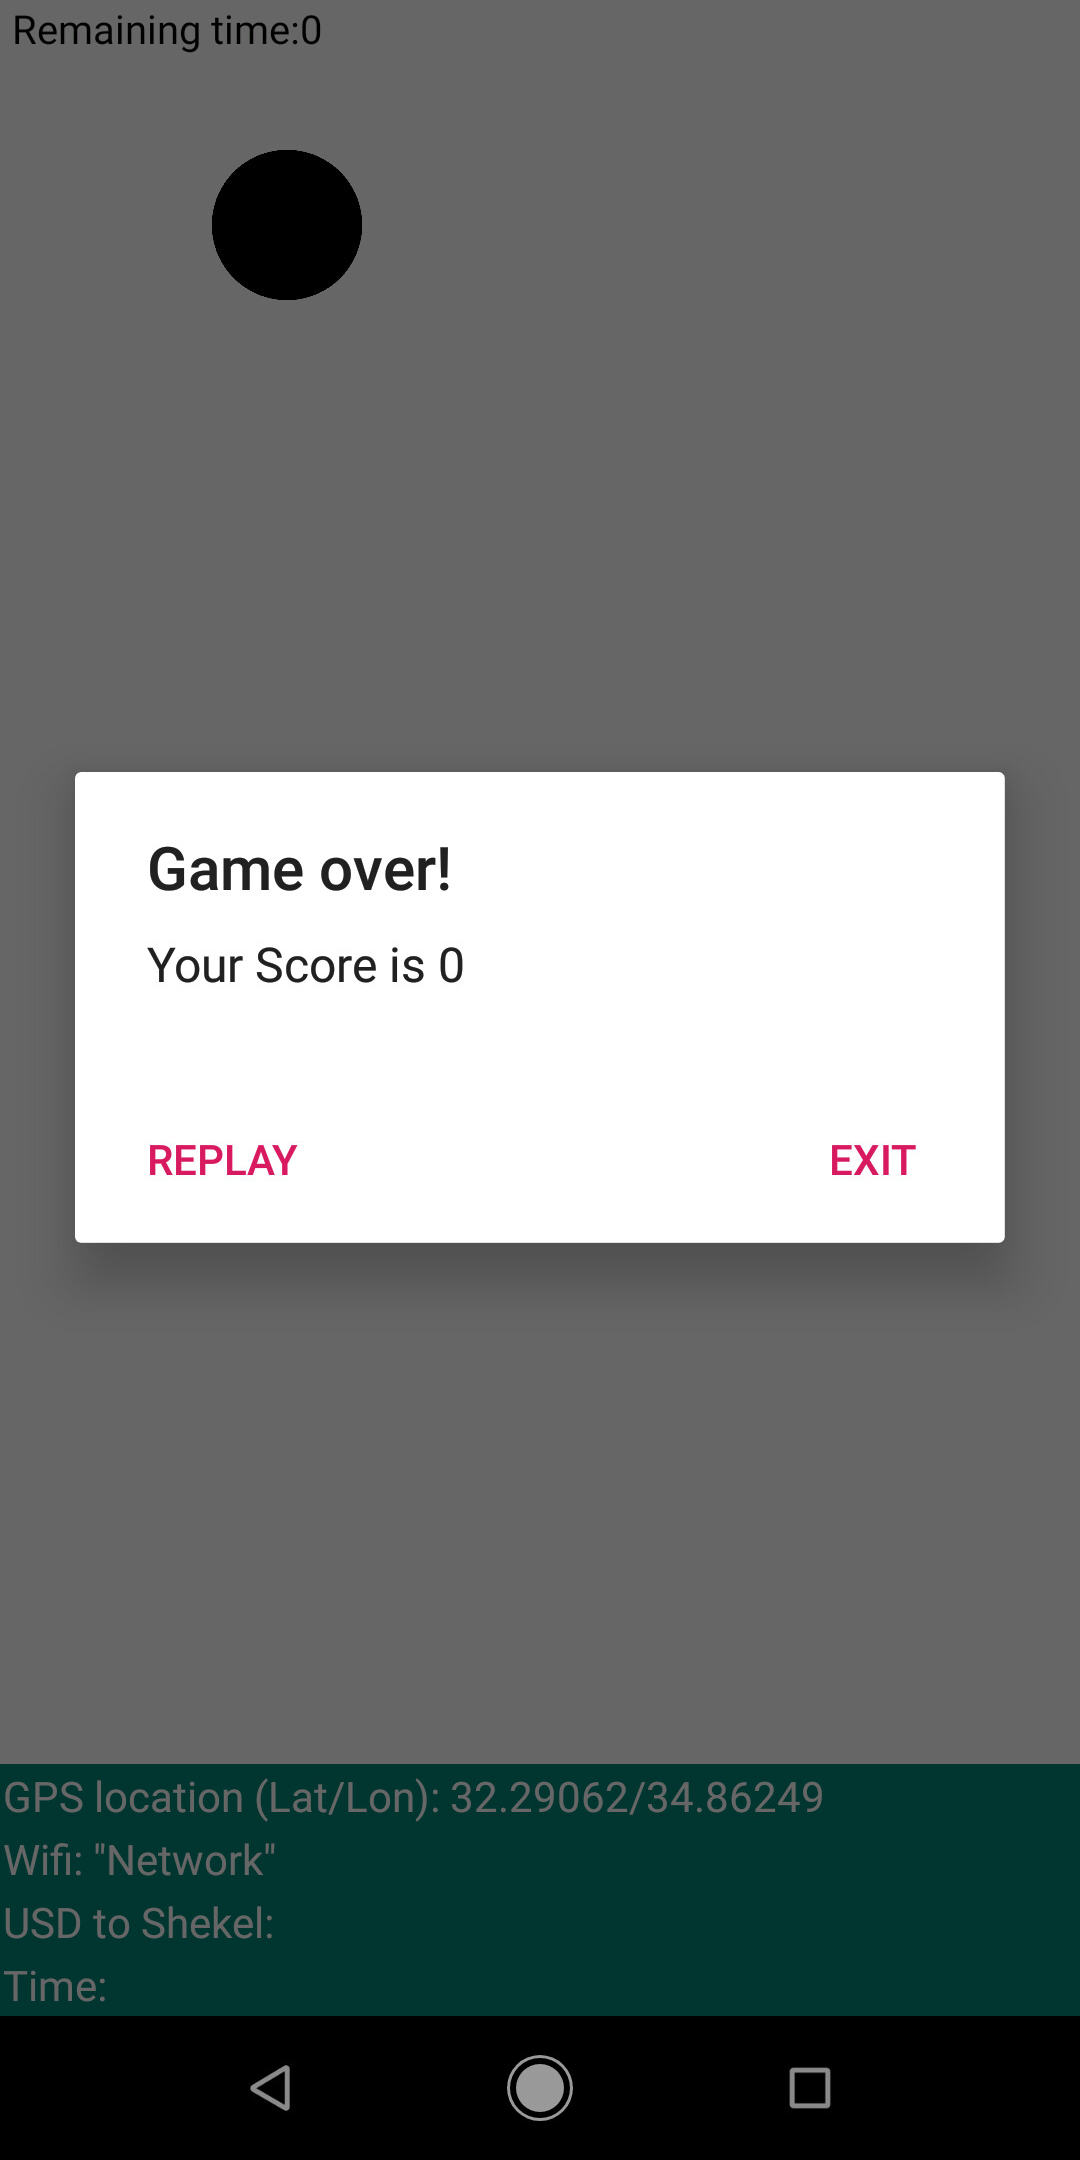 Remaining time:0
Game over!
Your Score is 0
REPLAY EXIT
GPS location (Lat/Lon): 32.29062/34.86249
Wifi: "Network"
USD to Shekel:
Time: